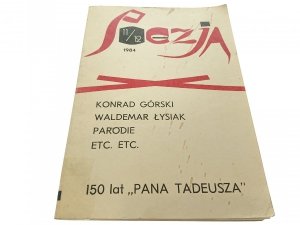 Poezja
11/12
1984
KONRAD GÓRSKI
WALDEMAR ŁYSIAK
PARODIE
ETC. ETC.
150 lat „PANA TADEUSZA”